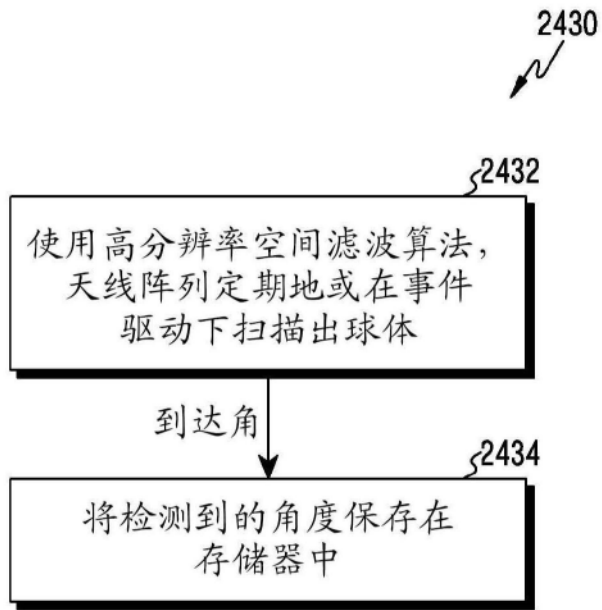 2430
2432
使用高分辨率空间滤波算法，
天线阵列定期地或在事件
驱动下扫描出球体
到达角
2434
将检测到的角度保存在
存储器中